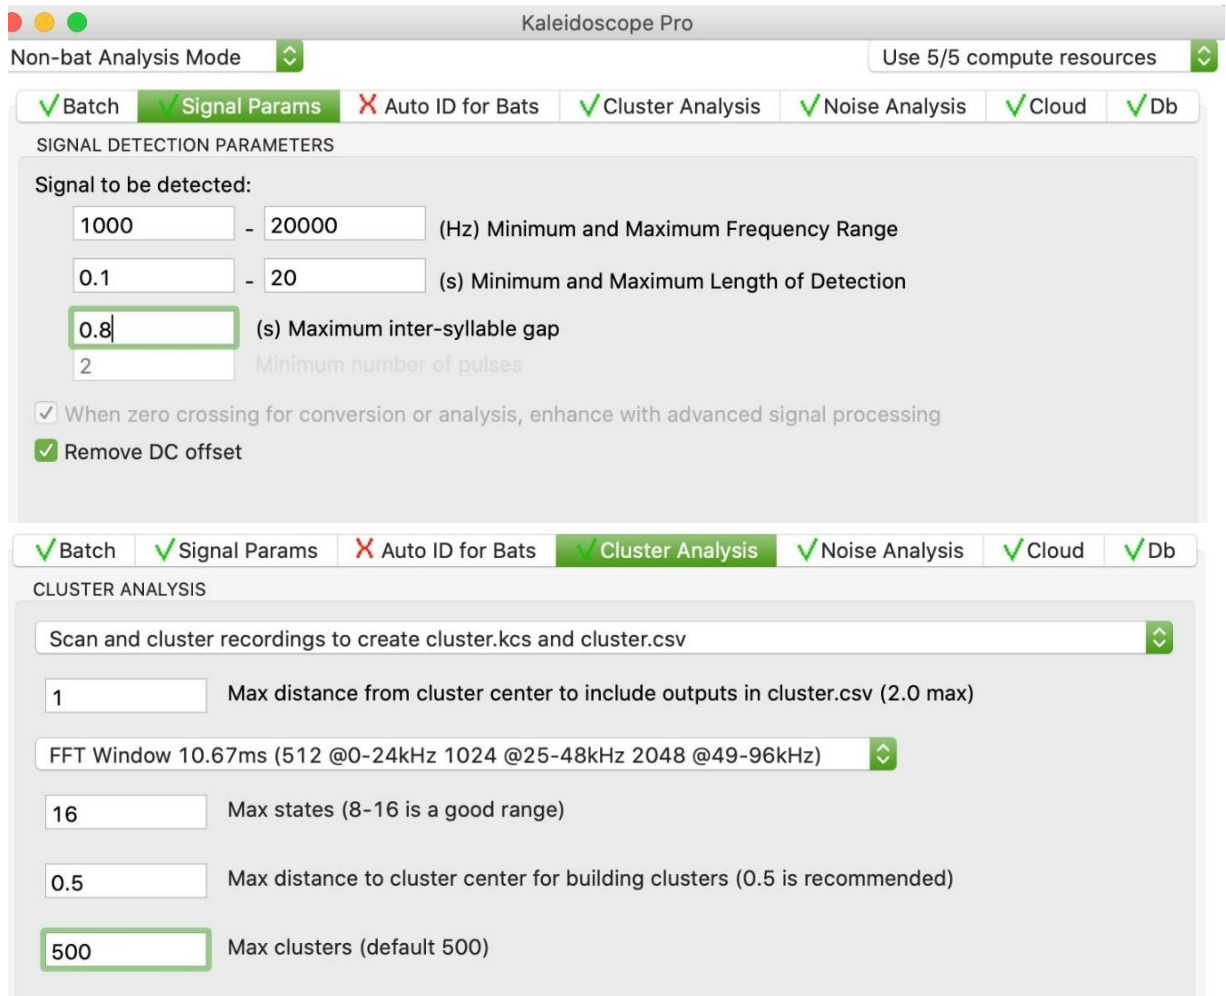 Kaleidoscope Pro
Non-bat Analysis Mode Use 5/5 compute resources
Batch Signal Params Auto ID for Bats Cluster Analysis Noise Analysis Cloud Db
SIGNAL DETECTION PARAMETERS
Signal to be detected:
1000 - 20000 (Hz) Minimum and Maximum Frequency Range
0.1 - 20 (s) Minimum and Maximum Length of Detection
0.8 (s) Maximum inter-syllable gap
2 Minimum number of pulses
When zero crossing for conversion or analysis, enhance with advanced signal processing
Remove DC offset
Batch Signal Params Auto ID for Bats Cluster Analysis Noise Analysis Cloud Db
CLUSTER ANALYSIS
Scan and cluster recordings to create cluster.kcs and cluster.csv
1 Max distance from cluster center to include outputs in cluster.csv (2.0 max)
FFT Window 10.67ms (512 @0-24kHz 1024 @25-48kHz 2048 @49-96kHz)
16 Max states (8-16 is a good range)
0.5 Max distance to cluster center for building clusters (0.5 is recommended)
500 Max clusters (default 500)